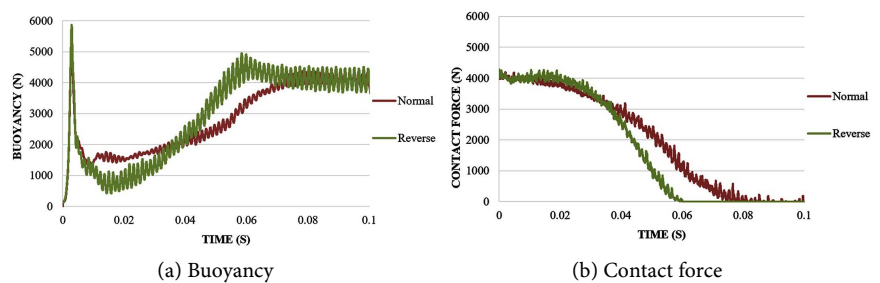 6000
5000
4000
3000
2000
1000
0
BUOYANCY (N)
0 0.02 0.04 0.06 0.08 0.1
TIME (S)
Normal
Reverse
(a) Buoyancy
6000
5000
4000
3000
2000
1000
0
CONTACT FORCE (N)
0 0.02 0.04 0.06 0.08 0.1
TIME (S)
Normal
Reverse
(b) Contact force